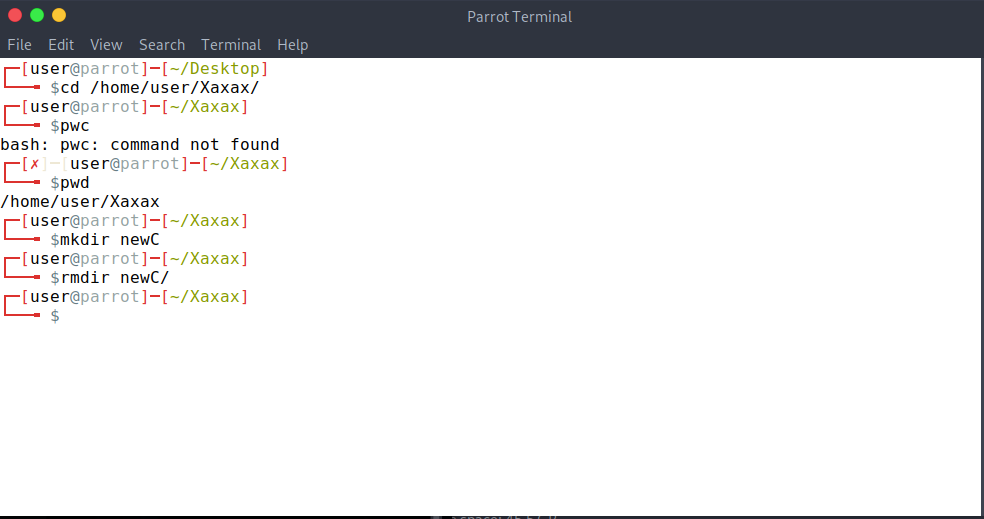 Parrot Terminal
File Edit View Search Terminal Help
[user@parrot]─[~/Desktop]
$cd /home/user/Xaxax/
[user@parrot]─[~/Xaxax]
$pwc
bash: pwc: command not found
[✗]─[user@parrot]─[~/Xaxax]
$pwd
/home/user/Xaxax
[user@parrot]─[~/Xaxax]
$mkdir newC
[user@parrot]─[~/Xaxax]
$rmdir newC/
[user@parrot]─[~/Xaxax]
$